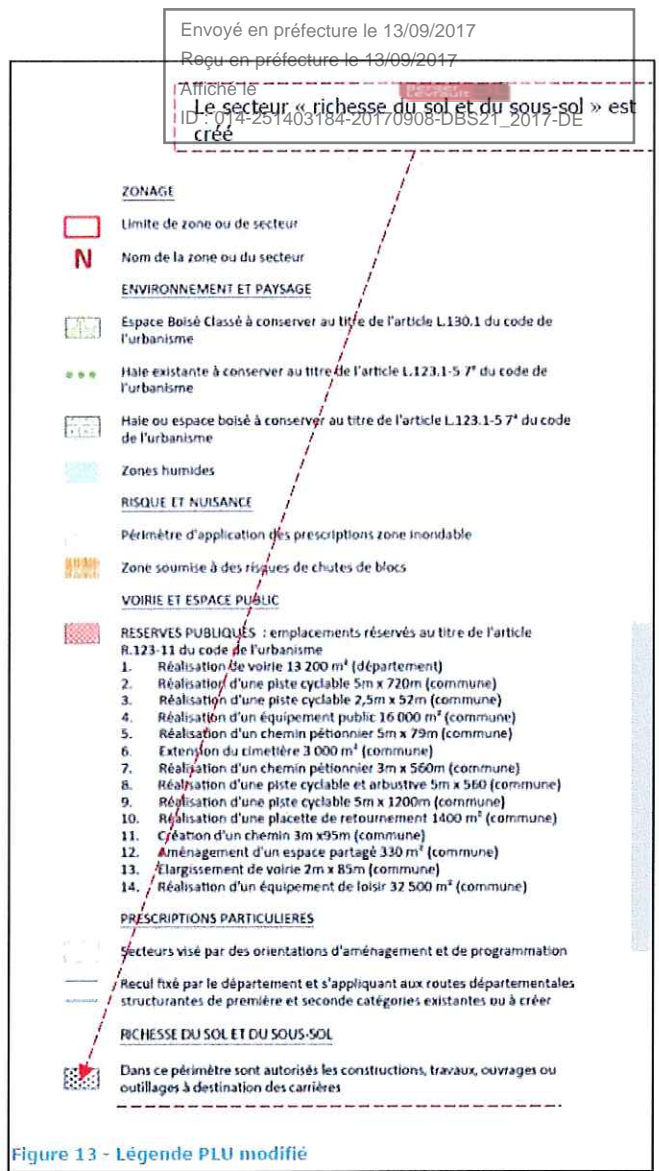 Envoyé en préfecture le 13/09/2017
Reçu en préfecture le 13/09/2017
Affiché le
Berger Levrault
Le secteur « richesse du sol et du sous-sol » est
ID : 014-251403184-20170908-DBS21_2017-DE
créé
ZONAGE
Limite de zone ou de secteur
N Nom de la zone ou du secteur
ENVIRONNEMENT ET PAYSAGE
Espace Boisé Classé à conserver au titre de l'article L.130.1 du code de
l'urbanisme
Haie existante à conserver au titre de l'article L.123.1-5 7° du code de
l'urbanisme
Haie ou espace boisé à conserver au titre de l'article L.123.1-5 7° du code
de l'urbanisme
Zones humides
RISQUE ET NUISANCE
Périmètre d'application des prescriptions zone inondable
Zone soumise à des risques de chutes de blocs
VOIRIE ET ESPACE PUBLIC
RESERVES PUBLIQUES : emplacements réservés au titre de l'article
R.123-11 du code de l'urbanisme
1. Réalisation de voirie 13 200 m² (département)
2. Réalisation d'une piste cyclable 5m x 720m (commune)
3. Réalisation d'une piste cyclable 2,5m x 52m (commune)
4. Réalisation d'un équipement public 16 000 m² (commune)
5. Réalisation d'un chemin pétionnier 5m x 79m (commune)
6. Extension du cimetière 3 000 m² (commune)
7. Réalisation d'un chemin pétionnier 3m x 560m (commune)
8. Réalisation d'une piste cyclable et arbustive 5m x 560 (commune)
9. Réalisation d'une piste cyclable 5m x 1200m (commune)
10. Réalisation d'une placette de retournement 1400 m² (commune)
11. Création d'un chemin 3m x95m (commune)
12. Aménagement d'un espace partagé 330 m² (commune)
13. Elargissement de voirie 2m x 85m (commune)
14. Réalisation d'un équipement de loisir 32 500 m² (commune)
PRESCRIPTIONS PARTICULIERES
Secteurs visé par des orientations d'aménagement et de programmation
Recul fixé par le département et s'appliquant aux routes départementales
structurantes de première et seconde catégories existantes ou à créer
RICHESSE DU SOL ET DU SOUS-SOL
Dans ce périmètre sont autorisés les constructions, travaux, ouvrages ou
outillages à destination des carrières
Figure 13 - Légende PLU modifié